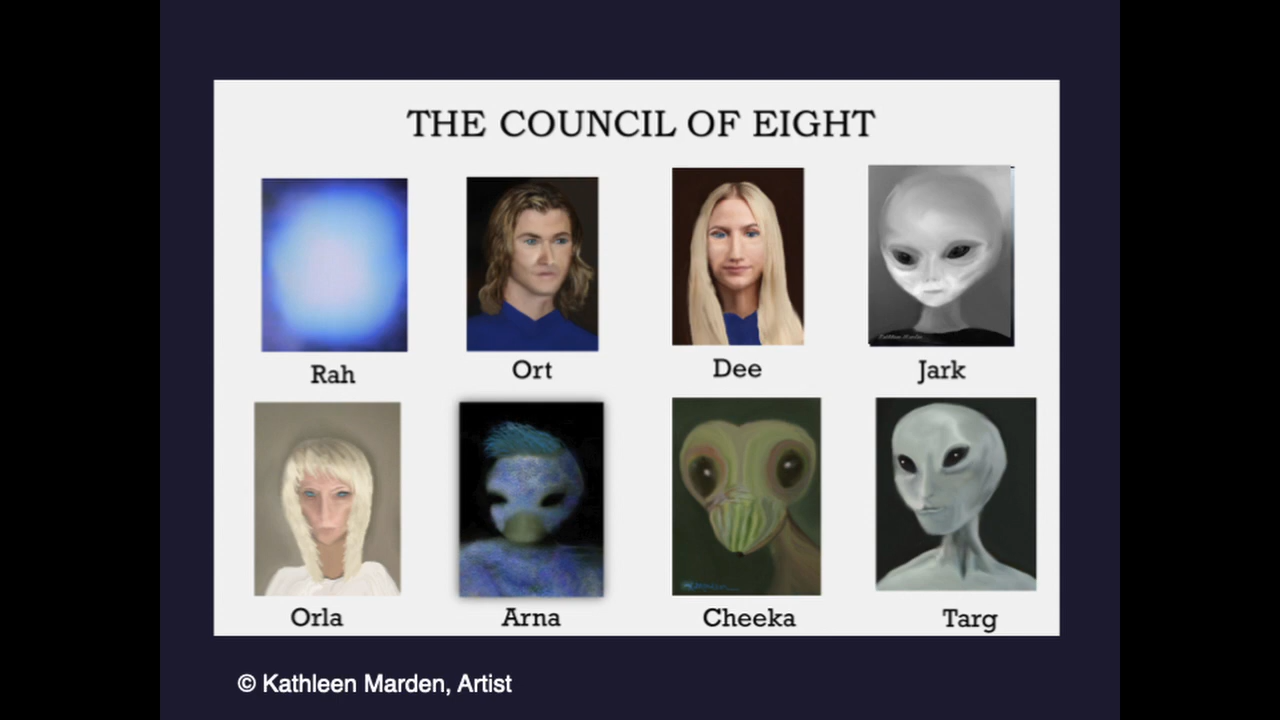 THE COUNCIL OF EIGHT
Rah
Ort
Dee
Jark
Orla
Arna
Cheeka
Targ
© Kathleen Marden, Artist